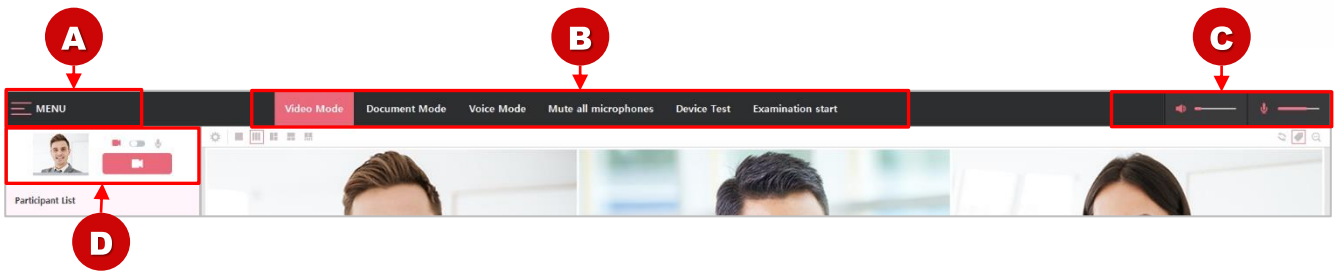 A
B
C
MENU
Video Mode Document Mode Voice Mode Mute all microphones Device Test Examination start
Participant List
D